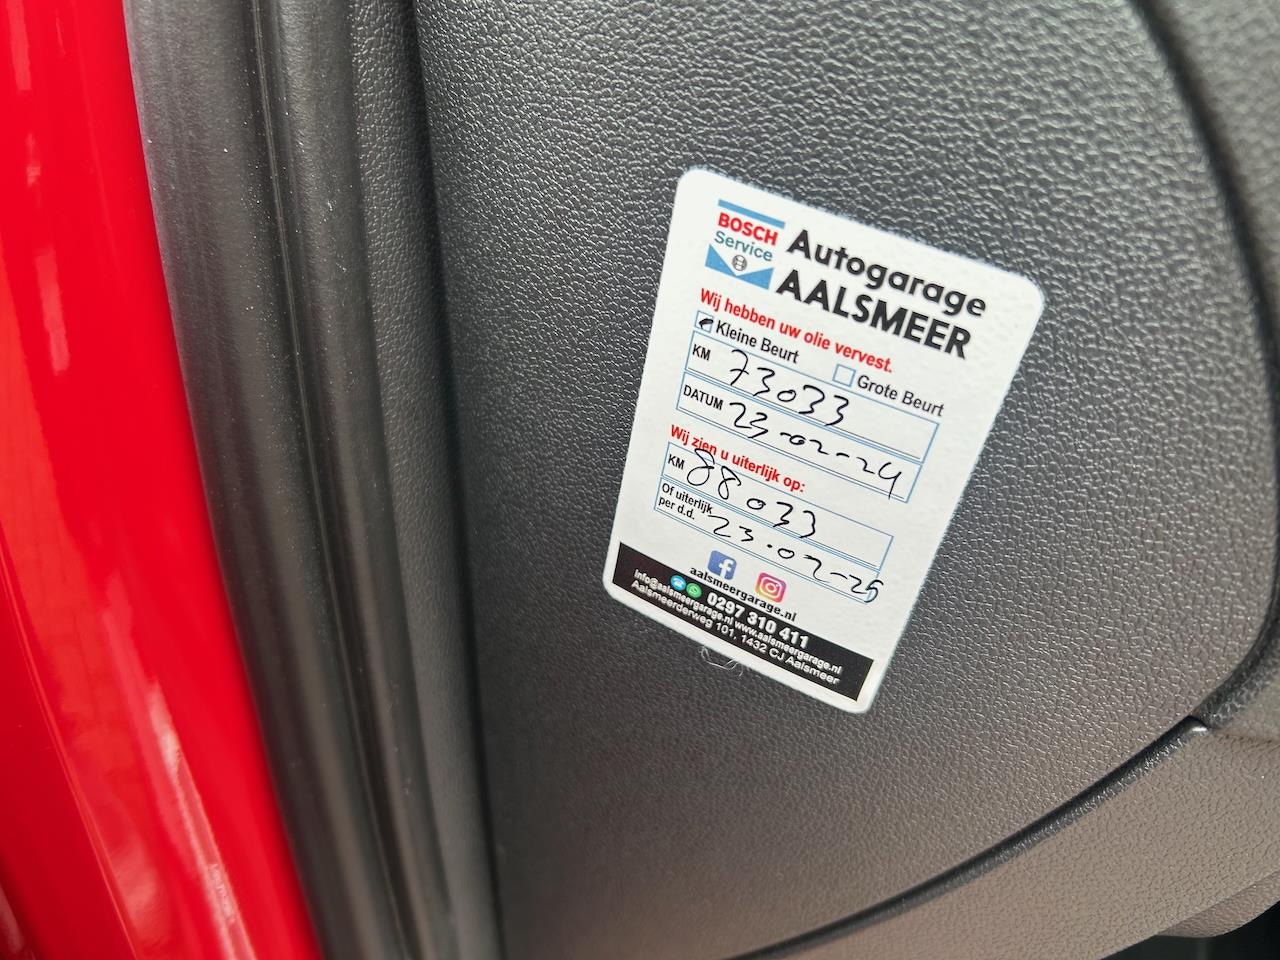 BOSCH
Service
Autogarage
AALSMEER
Wij hebben uw olie vervest.
Kleine Beurt
Grote Beurt
KM 73033
DATUM 23-02-24
Wij zien u uiterlijk op:
KM 88033
Of uiterlijk
per d.d. 23.02-25
aalsmeergarage.nl
0297 310 411
info@aalsmeergarage.nl www.aalsmeergarage.nl
Aalsmeerderweg 101, 1432 CJ Aalsmeer